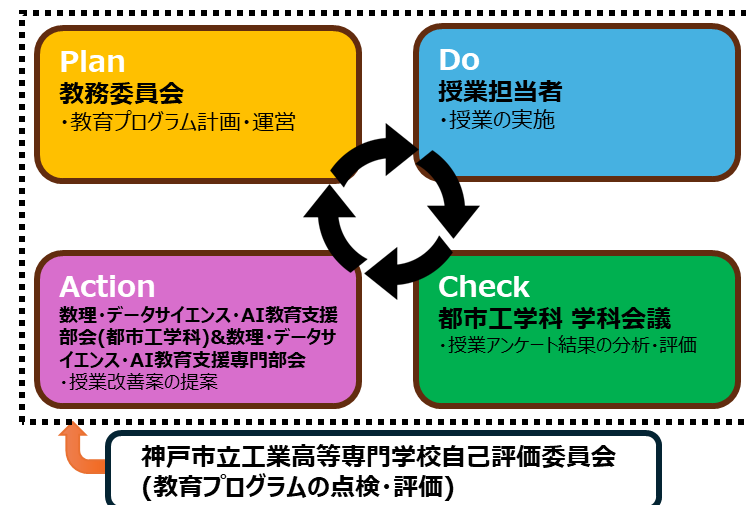 Plan
教務委員会
・教育プログラム計画・運営
Do
授業担当者
・授業の実施
Action
数理・データサイエンス・AI教育支援
部会(都市工学科)&数理・データサ
イエンス・AI教育支援専門部会
・授業改善案の提案
Check
都市工学科 学科会議
・授業アンケート結果の分析・評価
神戸市立工業高等専門学校自己評価委員会
(教育プログラムの点検・評価)